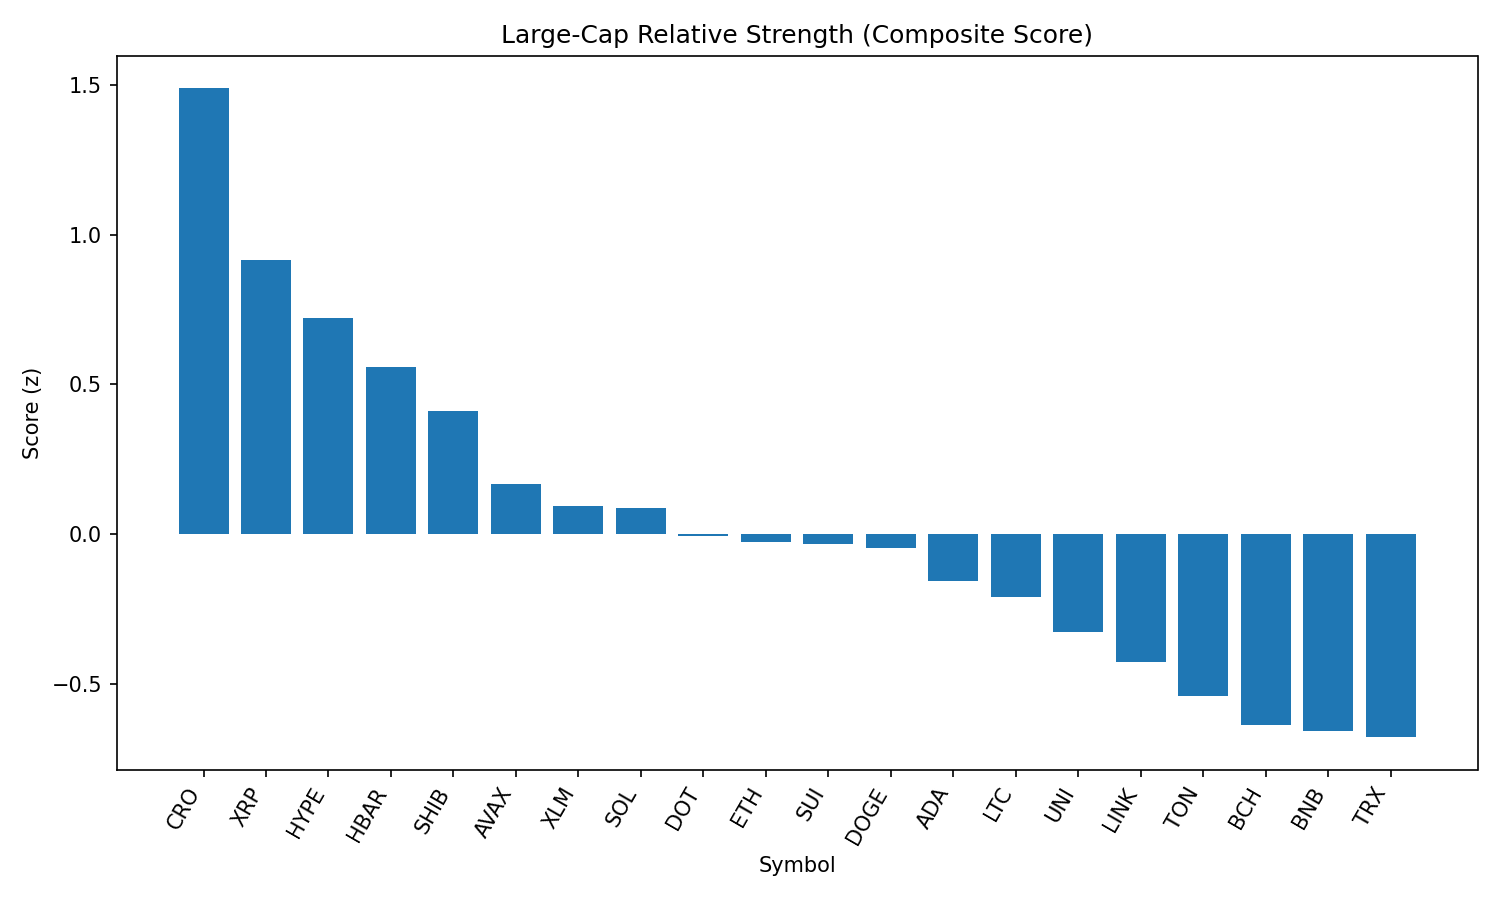 Large-Cap Relative Strength (Composite Score)
1.5
1.0
0.5
0.0
−0.5
Score (z)
CRO XRP HYPE HBAR SHIB AVAX XLM SOL DOT ETH SUI DOGE ADA LTC UNI LINK TON BCH BNB TRX
Symbol